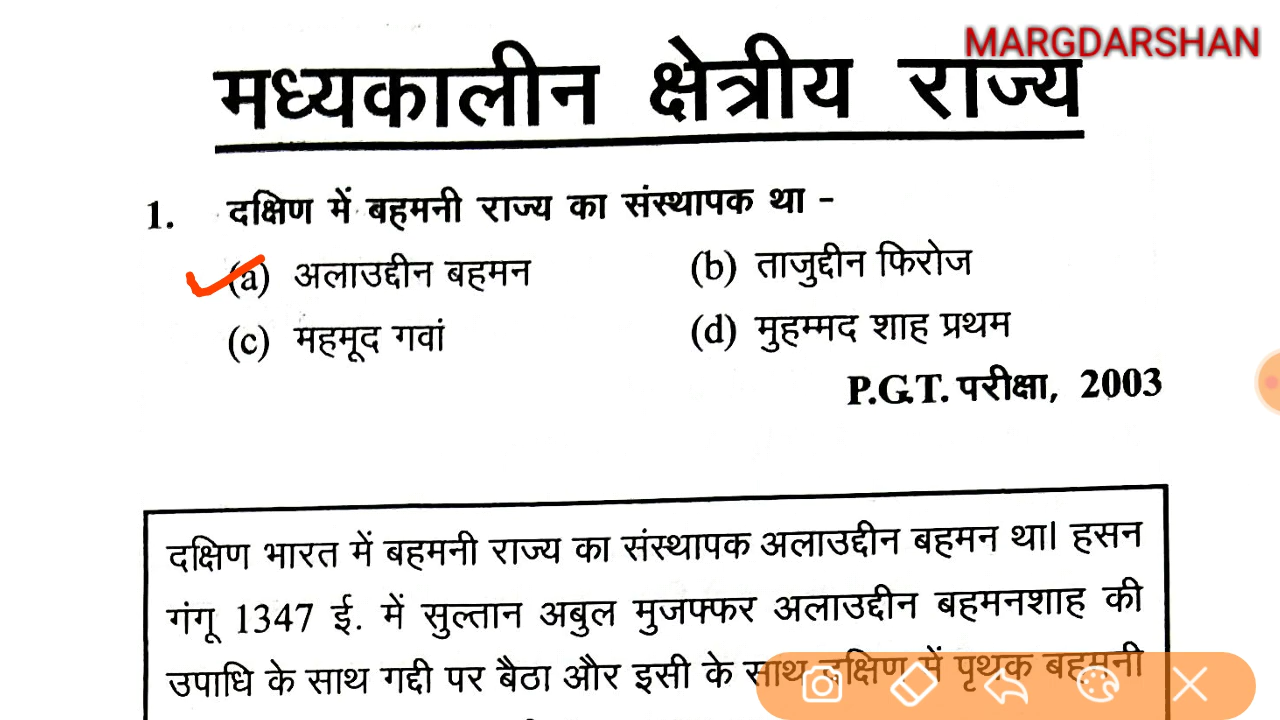 MARGDARSHAN
मध्यकालीन क्षेत्रीय राज्य
1. दक्षिण में बहमनी राज्य का संस्थापक था -
(a) अलाउद्दीन बहमन (b) ताजुद्दीन फिरोज
(c) महमूद गवां (d) मुहम्मद शाह प्रथम
P.G.T. परीक्षा, 2003
दक्षिण भारत में बहमनी राज्य का संस्थापक अलाउद्दीन बहमन था। हसन
गंगू 1347 ई. में सुल्तान अबुल मुजफ्फर अलाउद्दीन बहमनशाह की
उपाधि के साथ गद्दी पर बैठा और इसी के साथ दक्षिण में पृथक बहमनी